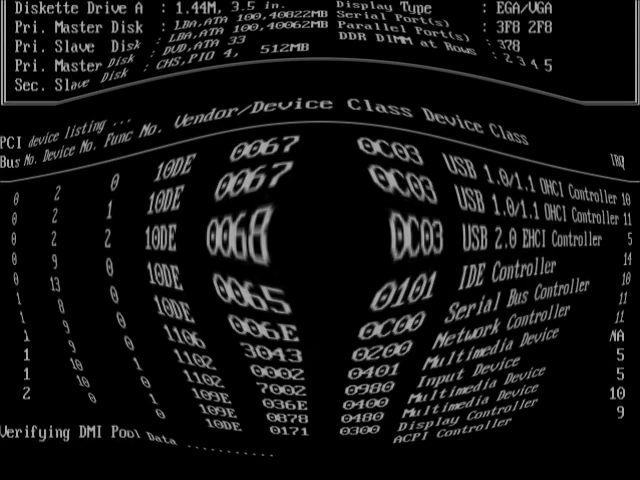 Diskette Drive A : 1.44M, 3.5 in. Display Type : EGA/VGA
Pri. Master Disk : LBA,ATA 100,40822MB Serial Port(s) : 3F8 2F8
Pri. Slave Disk : LBA,ATA 100,40062MB Parallel Port(s) : 378
Pri. Master Disk : DVD,ATA 33 DDR DIMM at Rows : 2 3 4 5
Sec. Slave Disk : CHS,PIO 4, 512MB
PCI device listing ...
Bus No. Device No. Func No. Vendor/Device Class Device Class IRQ
0 2 0 10DE 0067 0C03 USB 1.0/1.1 OHCI Controller 10
0 2 1 10DE 0067 0C03 USB 1.0/1.1 OHCI Controller 11
0 2 2 10DE 0068 0C03 USB 2.0 EHCI Controller 5
0 9 0 10DE 0065 0101 IDE Controller 14
0 13 0 10DE 006E 0C00 Serial Bus Controller 10
1 8 0 1106 3043 0200 Network Controller 11
1 9 0 1102 0002 0401 Multimedia Device 11
1 9 1 1102 7002 0980 Input Device NA
1 10 0 109E 036E 0400 Multimedia Device 5
1 10 1 109E 0878 0480 Multimedia Device 5
2 0 0 10DE 0171 0300 Display Controller 10
ACPI Controller 9
Verifying DMI Pool Data ...........